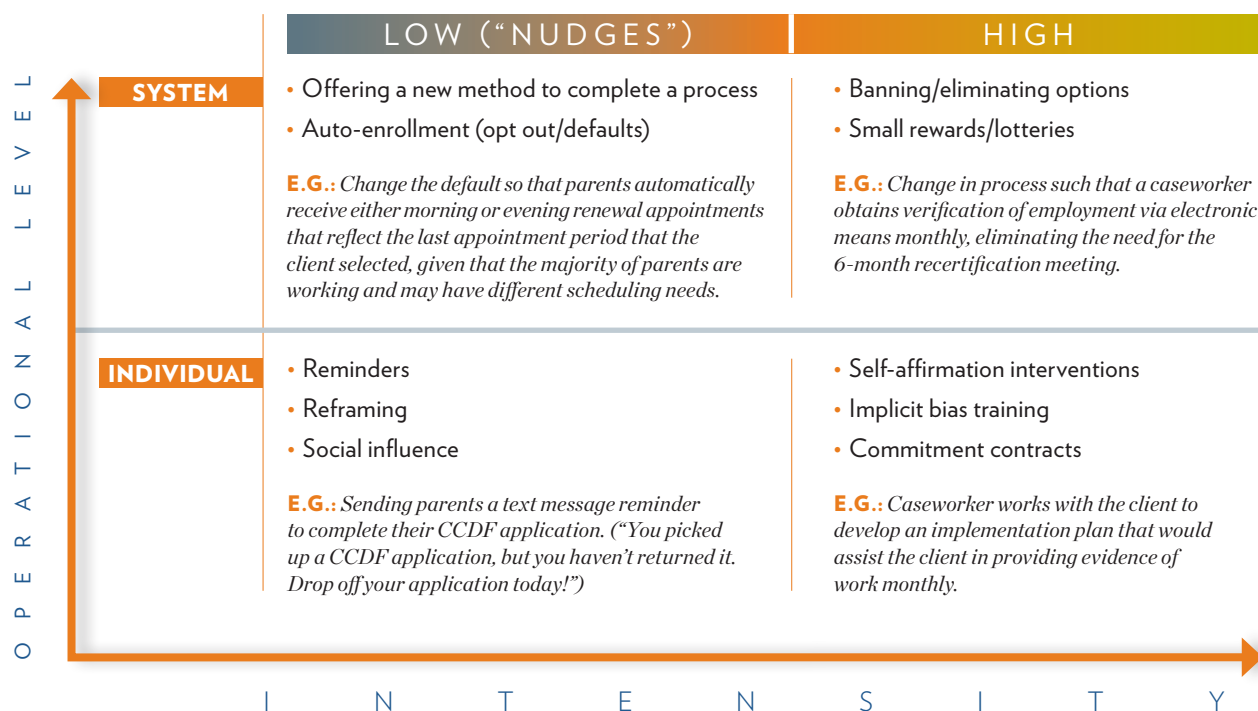 LOW (“NUDGES”)
HIGH
OPERATIONAL LEVEL
SYSTEM
• Offering a new method to complete a process
• Auto-enrollment (opt out/defaults)
E.G.: Change the default so that parents automatically
receive either morning or evening renewal appointments
that reflect the last appointment period that the
client selected, given that the majority of parents are
working and may have different scheduling needs.
• Banning/eliminating options
• Small rewards/lotteries
E.G.: Change in process such that a caseworker
obtains verification of employment via electronic
means monthly, eliminating the need for the
6-month recertification meeting.
INDIVIDUAL
• Reminders
• Reframing
• Social influence
E.G.: Sending parents a text message reminder
to complete their CCDF application. (“You picked
up a CCDF application, but you haven’t returned it.
Drop off your application today!”)
• Self-affirmation interventions
• Implicit bias training
• Commitment contracts
E.G.: Caseworker works with the client to
develop an implementation plan that would
assist the client in providing evidence of
work monthly.
INTENSITY